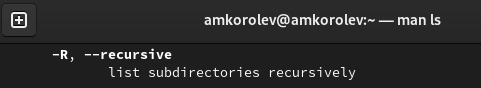 amkorolev@amkorolev:~ — man ls
-R, --recursive
list subdirectories recursively